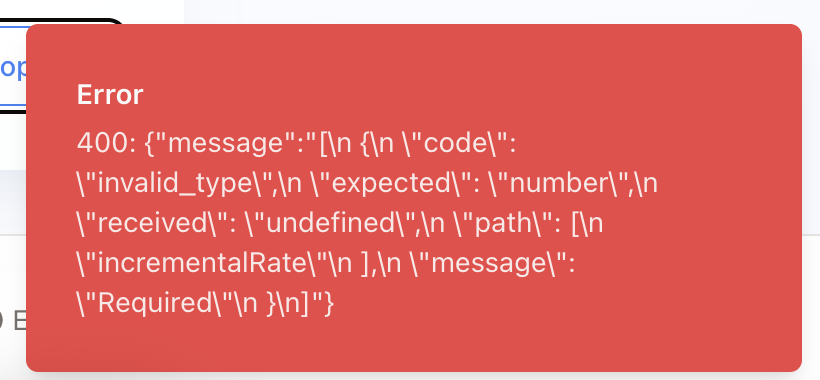 op
Error
400: {"message":"[\n {\n \"code\":
\"invalid_type\",\n \"expected\": \"number\",\n
\"received\": \"undefined\",\n \"path\": [\n
\"incrementalRate\"\n ],\n \"message\":
\"Required\"\n }\n]"}
E